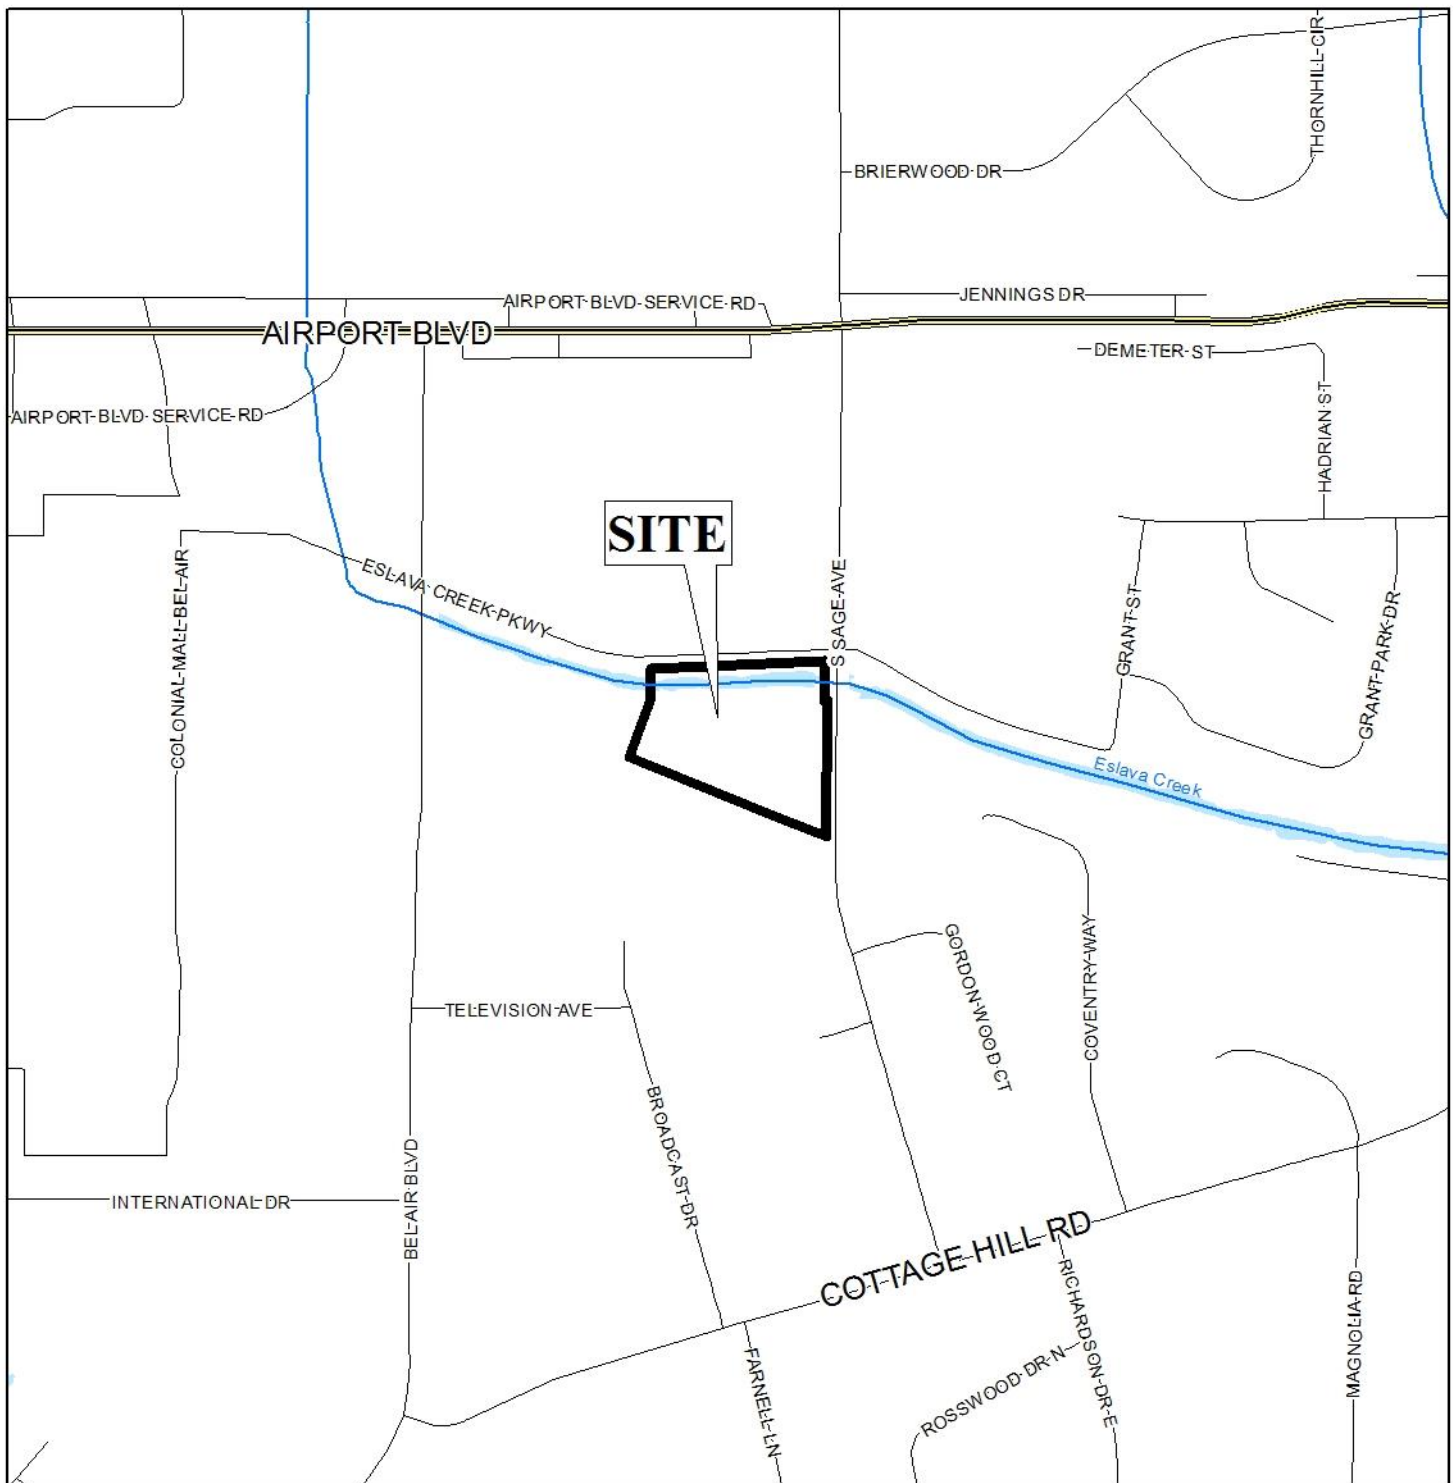 THORNHILL CIR
BRIERWOOD DR
JENNINGS DR
AIRPORT BLVD SERVICE RD
AIRPORT BLVD
DEMETER ST
HADRIAN ST
AIRPORT BLVD SERVICE RD
SITE
COLONIAL MALL BEL AIR
ESLAVA CREEK PKWY
S SAGE AVE
GRANT ST
GRANT PARK DR
Eslava Creek
GORDON WOOD CT
COVENTRY WAY
TELEVISION AVE
BROADCAST DR
BEL AIR BLVD
INTERNATIONAL DR
COTTAGE HILL RD
RICHARDSON DR E
MAGNOLIA RD
FARNELL LN
ROSSWOOD DR N